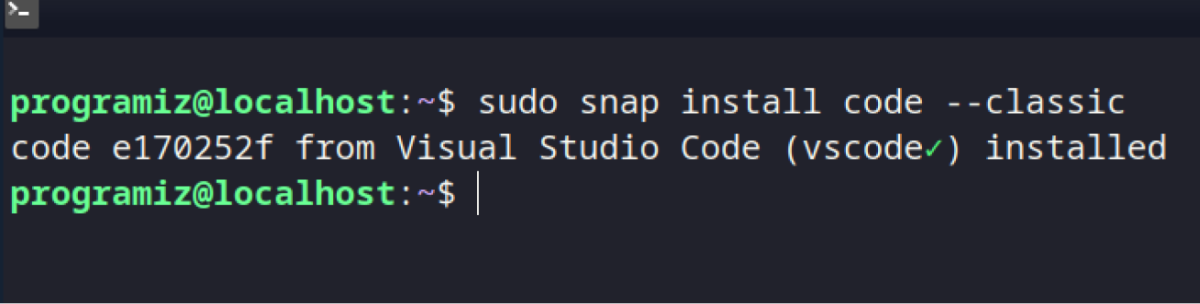 programiz@localhost:~$ sudo snap install code --classic
code e170252f from Visual Studio Code (vscode✓) installed
programiz@localhost:~$